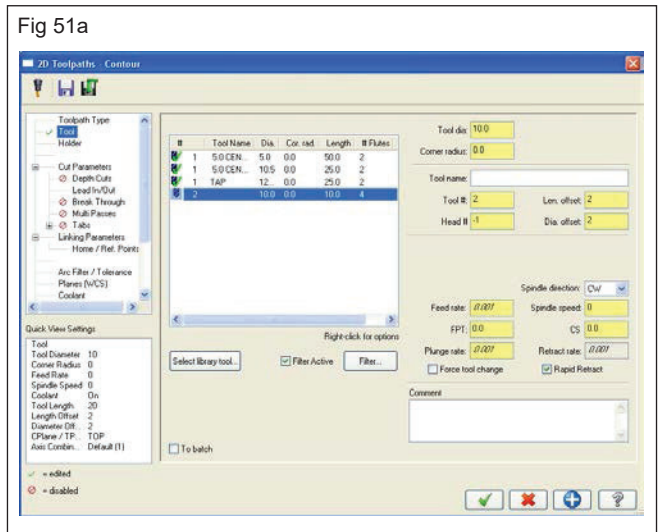 Fig 51a
2D Toolpaths - Contour
Toolpath Type
Tool
Holder
Cut Parameters
Depth Cuts
Lead In/Out
Break Through
Multi Passes
Tabs
Linking Parameters
Home / Ref. Points
Arc Filter / Tolerance
Planes (WCS)
Coolant
Quick View Settings
Tool
Tool Diameter 10
Corner Radius 0
Feed Rate 0
Spindle Speed 0
Coolant On
Tool Length 20
Length Offset 2
Diameter Off... 2
CPlane / TP... TOP
Axis Combin... Default (1)
= edited
= disabled
# Tool Name Dia. Cor. rad. Length # Flutes
1 5.0 CEN... 5.0 0.0 50.0 2
1 5.0 CEN... 10.5 0.0 25.0 2
1 TAP 12... 0.0 25.0 2
2 10.0 0.0 10.0 4
Right-click for options
Select library tool...
Filter Active
Filter...
To batch
Tool dia: 10.0
Corner radius: 0.0
Tool name:
Tool #: 2 Len. offset: 2
Head # -1 Dia. offset: 2
Spindle direction: CW
Feed rate: 0.001 Spindle speed: 0
FPT: 0.0 CS 0.0
Plunge rate: 0.001 Retract rate: 0.001
Force tool change Rapid Retract
Comment